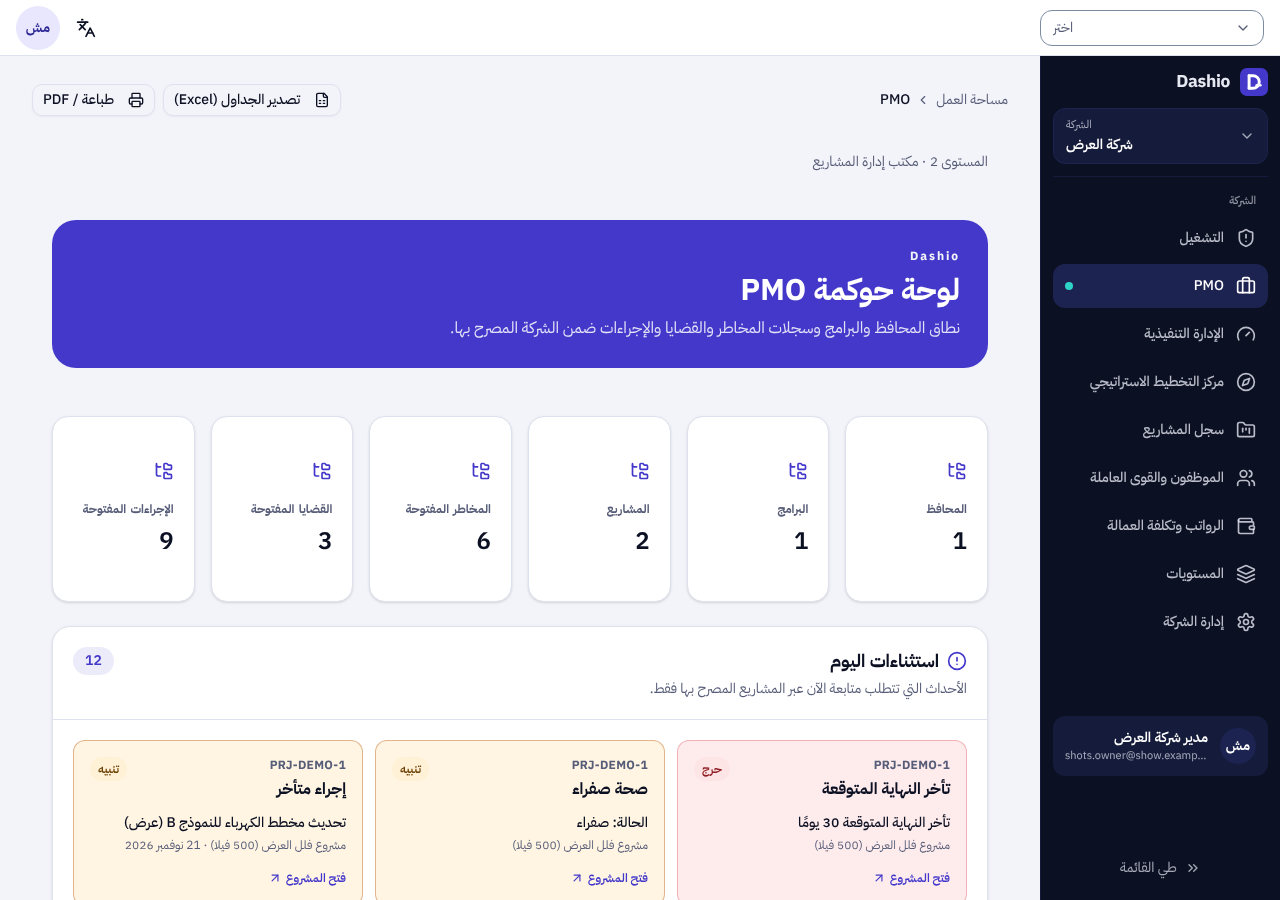 اختر
مش
Dashio
الشركة
شركة العرض
الشركة
التشغيل
PMO
الإدارة التنفيذية
مركز التخطيط الاستراتيجي
سجل المشاريع
الموظفون والقوى العاملة
الرواتب وتكلفة العمالة
المستويات
إدارة الشركة
مش
مدير شركة العرض
shots.owner@show.examp...
طي القائمة
مساحة العمل
PMO
تصدير الجداول (Excel)
طباعة / PDF
المستوى 2 · مكتب إدارة المشاريع
Dashio
لوحة حوكمة PMO
نطاق المحافظ والبرامج وسجلات المخاطر والقضايا والإجراءات ضمن الشركة المصرح بها.
المحافظ
1
البرامج
1
المشاريع
2
المخاطر المفتوحة
6
القضايا المفتوحة
3
الإجراءات المفتوحة
9
استثناءات اليوم
12
الأحداث التي تتطلب متابعة الآن عبر المشاريع المصرح بها فقط.
PRJ-DEMO-1
حرج
تأخر النهاية المتوقعة
تأخر النهاية المتوقعة 30 يومًا
مشروع فلل العرض (500 فيلا)
فتح المشروع
PRJ-DEMO-1
تنبيه
صحة صفراء
الحالة: صفراء
مشروع فلل العرض (500 فيلا)
فتح المشروع
PRJ-DEMO-1
تنبيه
إجراء متأخر
تحديث مخطط الكهرباء للنموذج B (عرض)
مشروع فلل العرض (500 فيلا) · 21 نوفمبر 2026
فتح المشروع